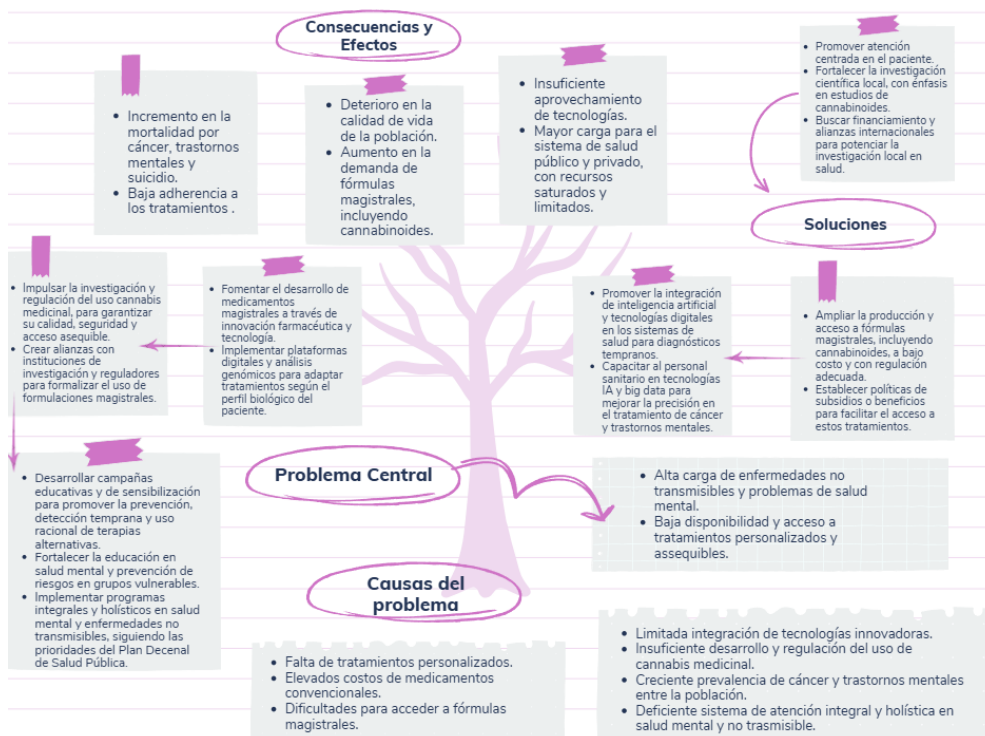 Consecuencias y
Efectos
Incremento en la
mortalidad por
cáncer, trastornos
mentales y
suicidio.
Baja adherencia a
los tratamientos .
Deterioro en la
calidad de vida
de la población.
Aumento en la
demanda de
fórmulas
magistrales,
incluyendo
cannabinoides.
Insuficiente
aprovechamiento
de tecnologías.
Mayor carga para el
sistema de salud
público y privado,
con recursos
saturados y
limitados.
Promover atención
centrada en el paciente.
Fortalecer la investigación
científica local, con énfasis
en estudios de
cannabinoides.
Buscar financiamiento y
alianzas internacionales
para potenciar la
investigación local en
salud.
Soluciones
Impulsar la investigación y
regulación del uso cannabis
medicinal, para garantizar
su calidad, seguridad y
acceso asequible.
Crear alianzas con
instituciones de
investigación y reguladores
para formalizar el uso de
formulaciones magistrales.
Fomentar el desarrollo de
medicamentos
magistrales a través de
innovación farmacéutica y
tecnología.
Implementar plataformas
digitales y análisis
genómicos para adaptar
tratamientos según el
perfil biológico del
paciente.
Promover la integración
de inteligencia artificial
y tecnologías digitales
en los sistemas de
salud para diagnósticos
tempranos.
Capacitar al personal
sanitario en tecnologías
IA y big data para
mejorar la precisión en
el tratamiento de cáncer
y trastornos mentales.
Ampliar la producción y
acceso a fórmulas
magistrales, incluyendo
cannabinoides, a bajo
costo y con regulación
adecuada.
Establecer políticas de
subsidios o beneficios
para facilitar el acceso a
estos tratamientos.
Desarrollar campañas
educativas y de sensibilización
para promover la prevención,
detección temprana y uso
racional de terapias
alternativas.
Fortalecer la educación en
salud mental y prevención de
riesgos en grupos vulnerables.
Implementar programas
integrales y holísticos en salud
mental y enfermedades no
transmisibles, siguiendo las
prioridades del Plan Decenal
de Salud Pública.
Problema Central
Alta carga de enfermedades no
transmisibles y problemas de salud
mental.
Baja disponibilidad y acceso a
tratamientos personalizados y
assequibles.
Causas del
problema
Falta de tratamientos personalizados.
Elevados costos de medicamentos
convencionales.
Dificultades para acceder a fórmulas
magistrales.
Limitada integración de tecnologías innovadoras.
Insuficiente desarrollo y regulación del uso de
cannabis medicinal.
Creciente prevalencia de cáncer y trastornos mentales
entre la población.
Deficiente sistema de atención integral y holística en
salud mental y no trasmisible.